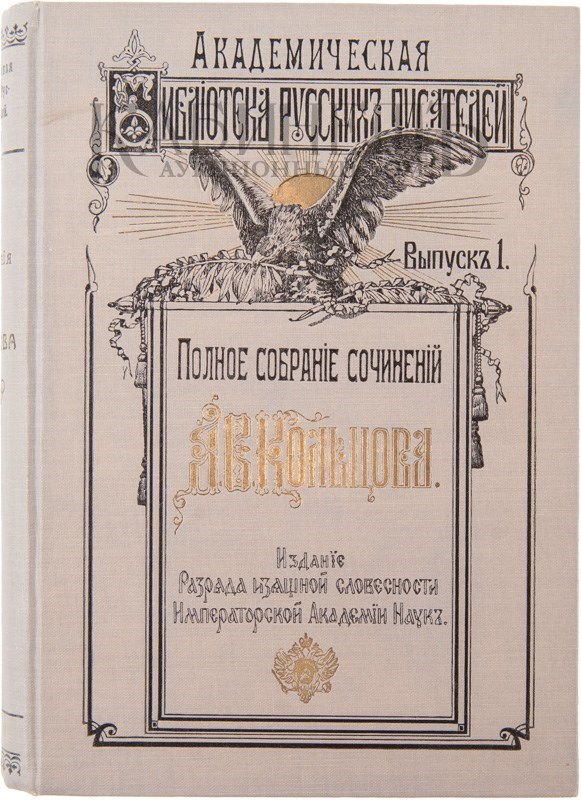 Академическая
Библіотека русскихъ писателей
Выпускъ 1.
Полное собраніе сочиненій
А.В.Кольцова.
Изданіе
Разряда изящной словесности
Императорской Академіи Наукъ.